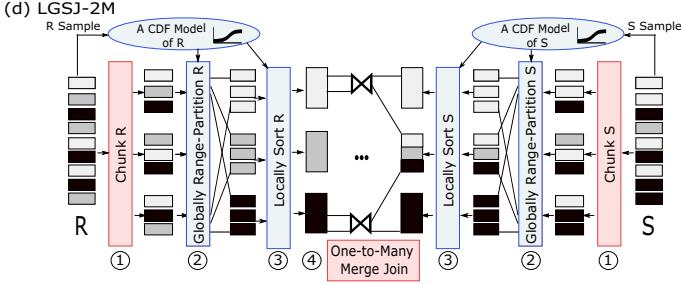 (d) LGSJ-2M
R Sample
A CDF Model
of R
A CDF Model
of S
S Sample
Chunk R
Globally Range-Partition R
Locally Sort R
...
Locally Sort S
Globally Range-Partition S
Chunk S
R
S
① ② ③ ④
One-to-Many
Merge Join
③ ② ①